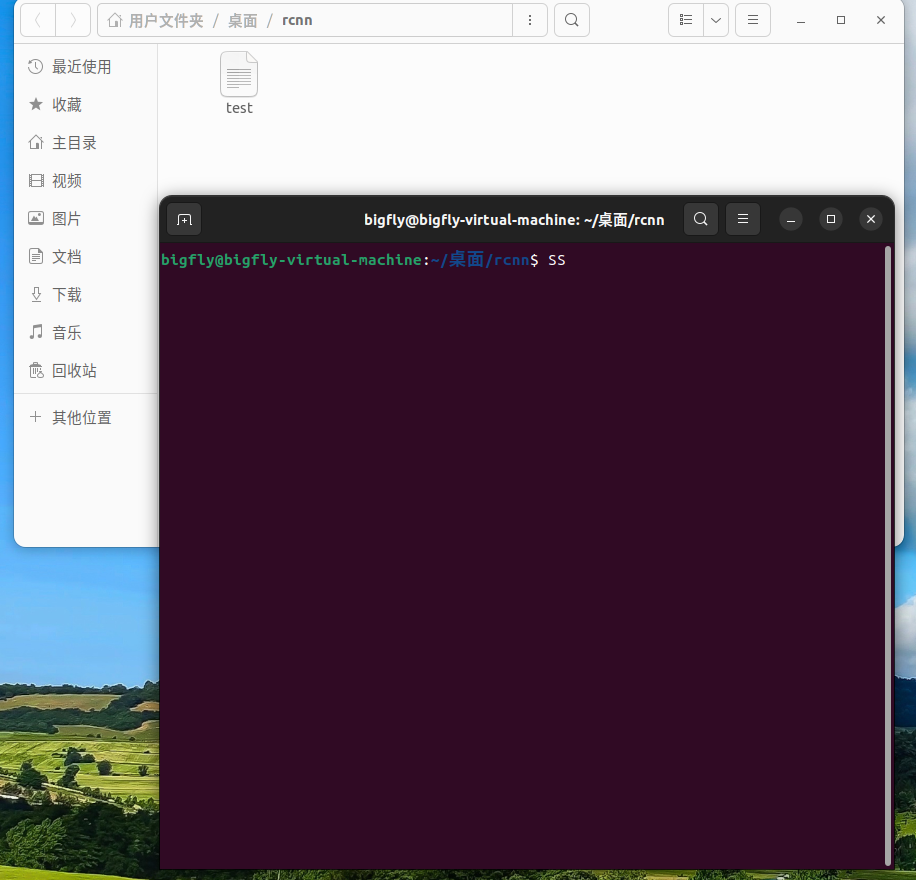 用户文件夹 / 桌面 / rcnn
最近使用
收藏
主目录
视频
图片
文档
下载
音乐
回收站
其他位置
test
bigfly@bigfly-virtual-machine: ~/桌面/rcnn
bigfly@bigfly-virtual-machine:~/桌面/rcnn$ SS